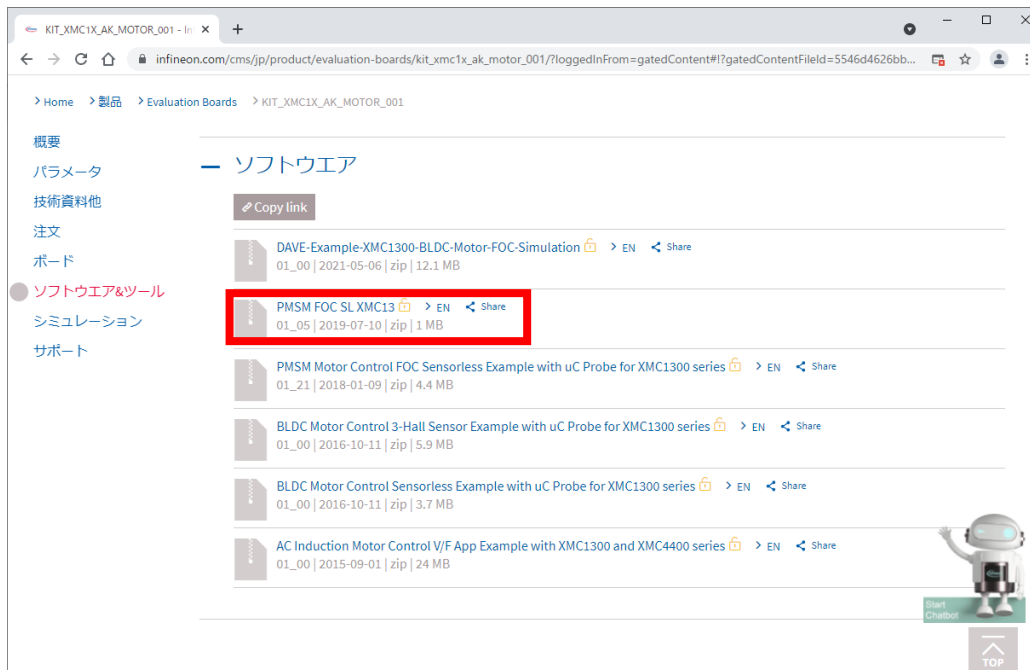 KIT_XMC1X_AK_MOTOR_001 - In
infineon.com/cms/jp/product/evaluation-boards/kit_xmc1x_ak_motor_001/?loggedInFrom=gatedContent#!?gatedContentFileId=5546d4626bb...
Home 製品 Evaluation Boards KIT_XMC1X_AK_MOTOR_001
概要
パラメータ
技術資料他
注文
ボード
ソフトウエア&ツール
シミュレーション
サポート
ソフトウエア
Copy link
DAVE-Example-XMC1300-BLDC-Motor-FOC-Simulation EN Share
01_00 | 2021-05-06 | zip | 12.1 MB
PMSM FOC SL XMC13 EN Share
01_05 | 2019-07-10 | zip | 1 MB
PMSM Motor Control FOC Sensorless Example with uC Probe for XMC1300 series EN Share
01_21 | 2018-01-09 | zip | 4.4 MB
BLDC Motor Control 3-Hall Sensor Example with uC Probe for XMC1300 series EN Share
01_00 | 2016-10-11 | zip | 5.9 MB
BLDC Motor Control Sensorless Example with uC Probe for XMC1300 series EN Share
01_00 | 2016-10-11 | zip | 3.7 MB
AC Induction Motor Control V/F App Example with XMC1300 and XMC4400 series EN Share
01_00 | 2015-09-01 | zip | 24 MB
Start
Chatbot
TOP